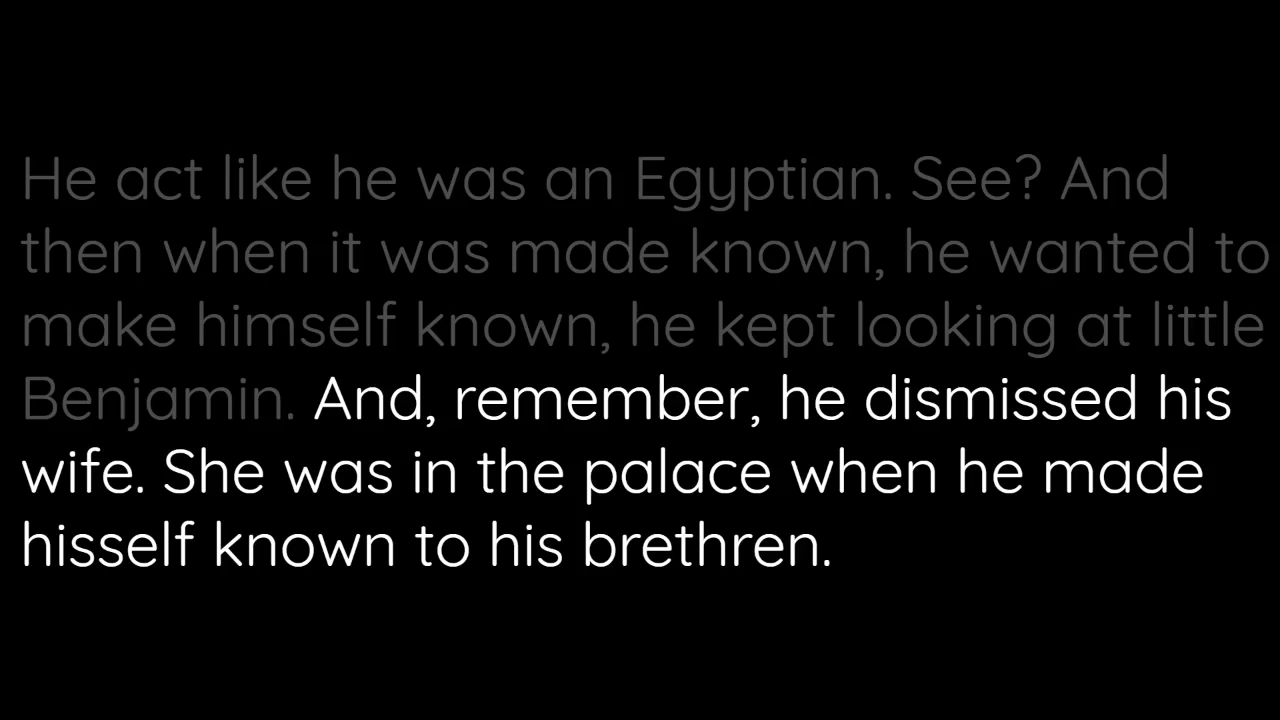 He act like he was an Egyptian. See? And
then when it was made known, he wanted to
make himself known, he kept looking at little
Benjamin. And, remember, he dismissed his
wife. She was in the palace when he made
hisself known to his brethren.